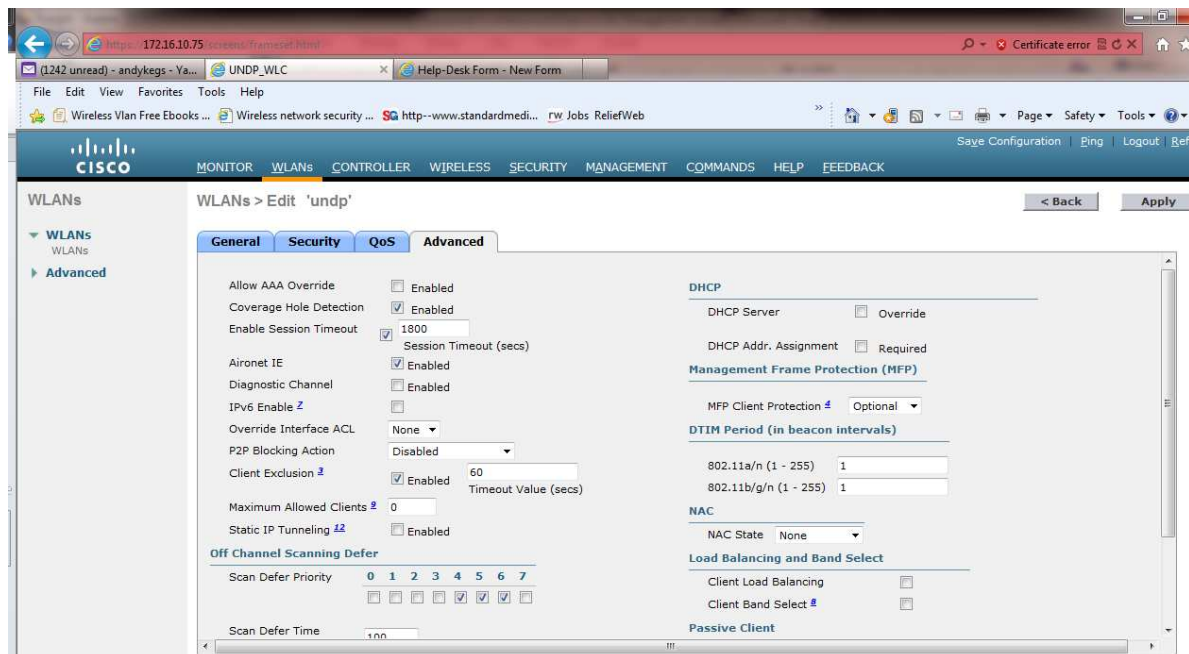 https://172.16.10.75/screens/frameset.html
Certificate error
(1242 unread) - andykegs - Ya...
UNDP_WLC
Help-Desk Form - New Form
File Edit View Favorites Tools Help
Wireless Vlan Free Ebooks ...
Wireless network security ...
http--www.standardmedi...
rw Jobs ReliefWeb
Page Safety Tools
Save Configuration | Ping | Logout | Ref
CISCO
MONITOR WLANs CONTROLLER WIRELESS SECURITY MANAGEMENT COMMANDS HELP FEEDBACK
WLANs
WLANs
WLANs
Advanced
WLANs > Edit 'undp'
< Back
Apply
General Security QoS Advanced
Allow AAA Override Enabled
Coverage Hole Detection Enabled
Enable Session Timeout 1800
Session Timeout (secs)
Aironet IE Enabled
Diagnostic Channel Enabled
IPv6 Enable 7
Override Interface ACL None
P2P Blocking Action Disabled
Client Exclusion 3 Enabled 60
Timeout Value (secs)
Maximum Allowed Clients 9 0
Static IP Tunneling 12 Enabled
Off Channel Scanning Defer
Scan Defer Priority 0 1 2 3 4 5 6 7
Scan Defer Time 100
DHCP
DHCP Server Override
DHCP Addr. Assignment Required
Management Frame Protection (MFP)
MFP Client Protection 4 Optional
DTIM Period (in beacon intervals)
802.11a/n (1 - 255) 1
802.11b/g/n (1 - 255) 1
NAC
NAC State None
Load Balancing and Band Select
Client Load Balancing
Client Band Select 8
Passive Client